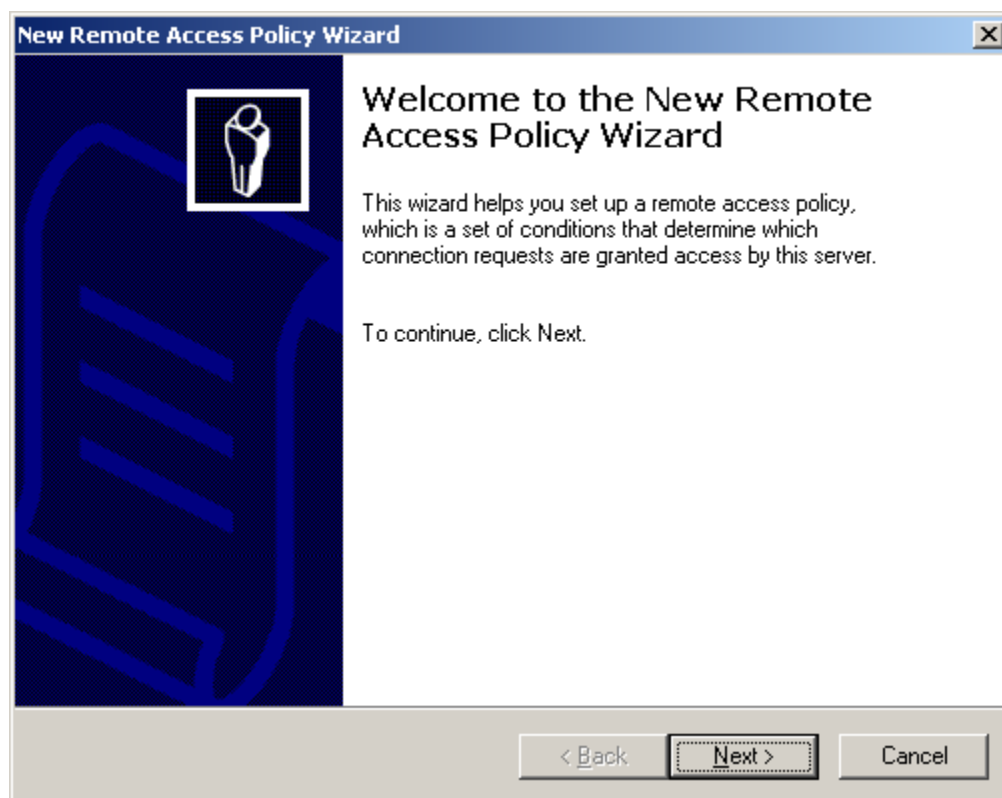 New Remote Access Policy Wizard
Welcome to the New Remote
Access Policy Wizard
This wizard helps you set up a remote access policy,
which is a set of conditions that determine which
connection requests are granted access by this server.
To continue, click Next.
< Back
Next >
Cancel